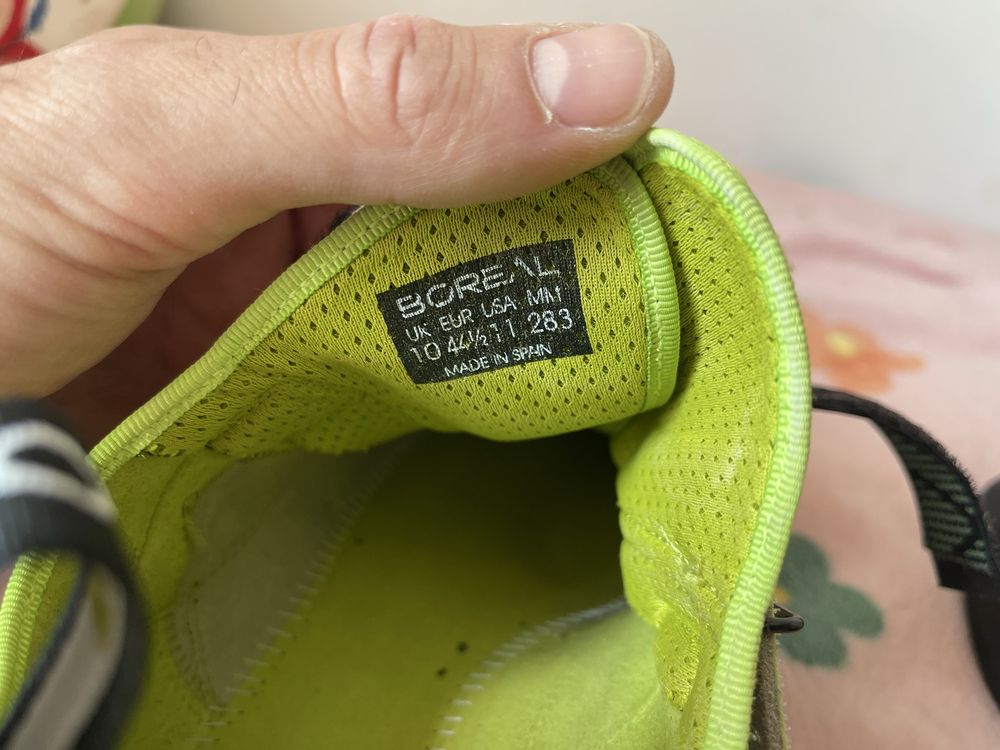 BOREAL
UK EUR USA MM
10 44½ 11 283
MADE IN SPAIN